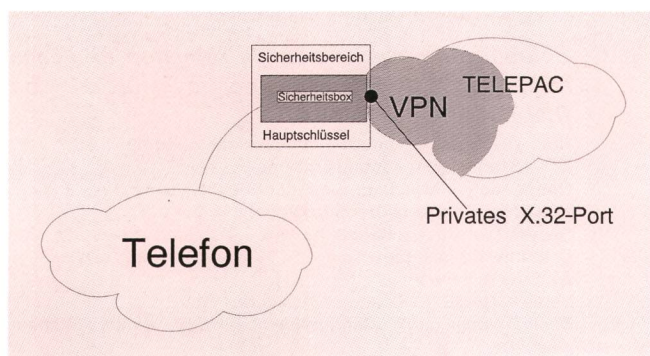 Sicherheitsbereich
Sicherheitsbox
Hauptschlüssel
VPN
TELEPAC
Privates X.32-Port
Telefon